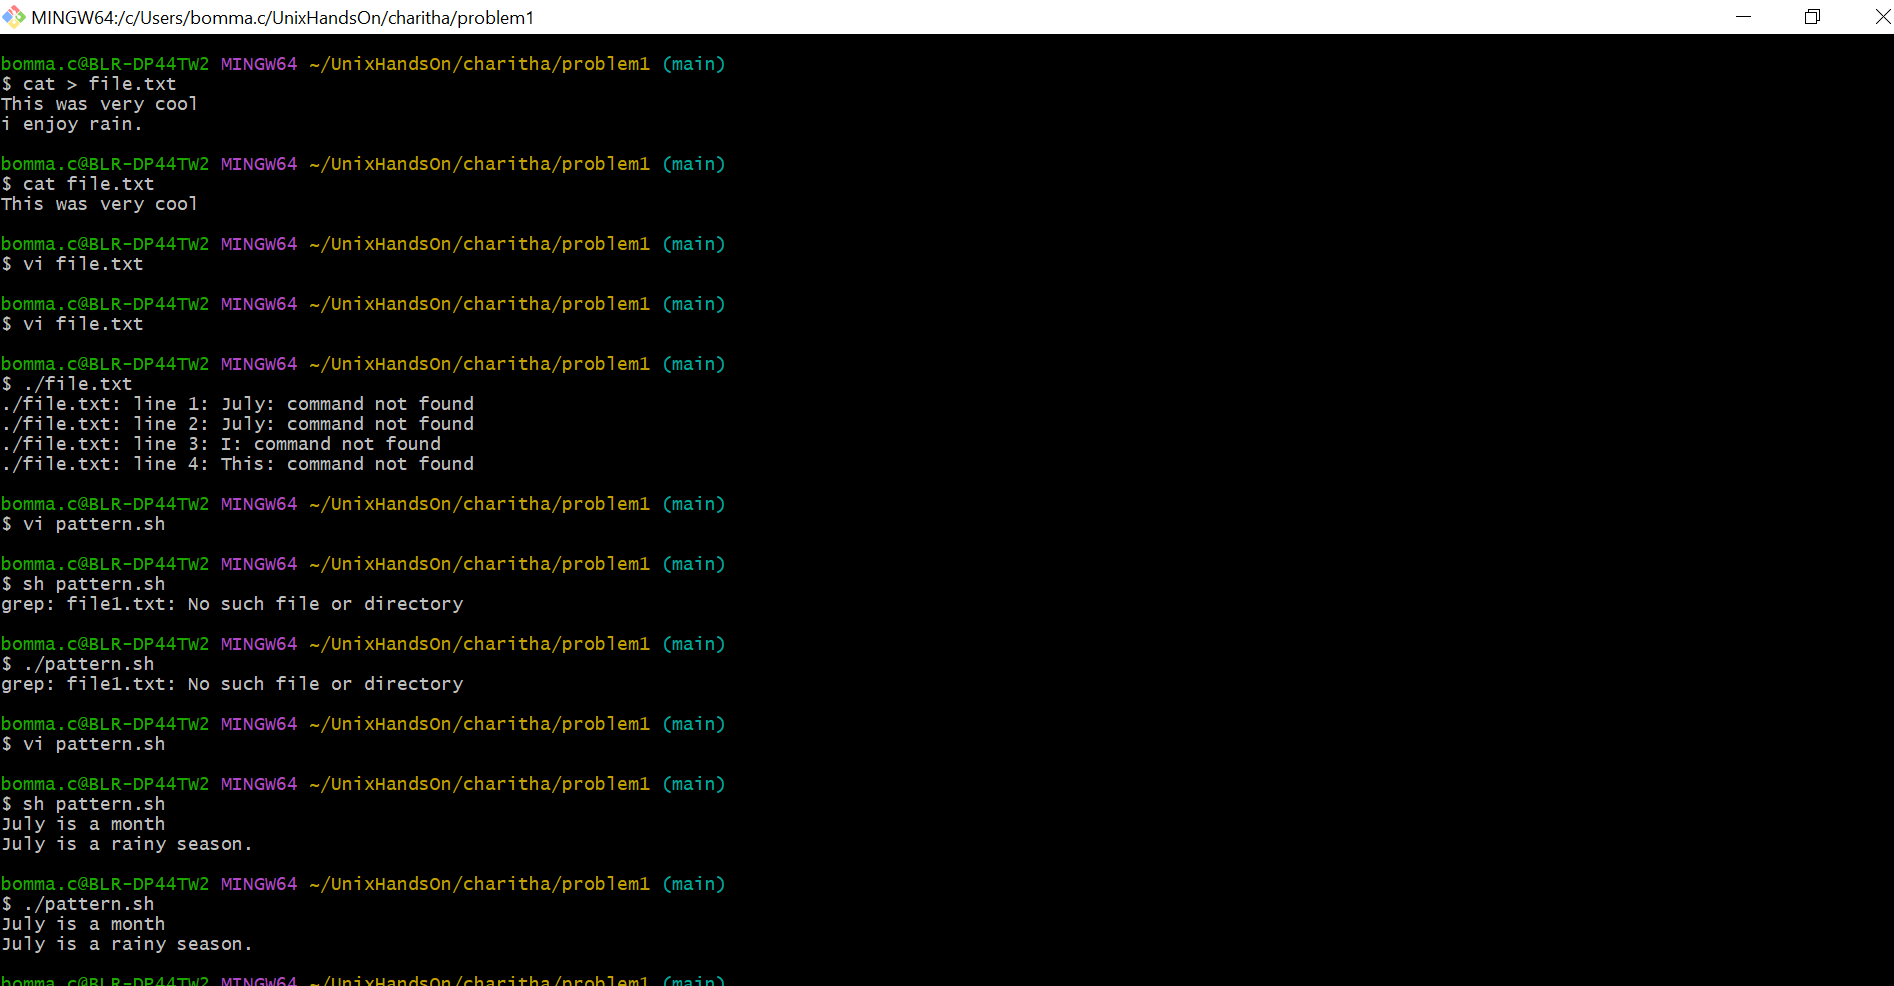 MINGW64:/c/Users/bomma.c/UnixHandsOn/charitha/problem1
bomma.c@BLR-DP44TW2 MINGW64 ~/UnixHandsOn/charitha/problem1 (main)
$ cat > file.txt
This was very cool
i enjoy rain.
bomma.c@BLR-DP44TW2 MINGW64 ~/UnixHandsOn/charitha/problem1 (main)
$ cat file.txt
This was very cool
bomma.c@BLR-DP44TW2 MINGW64 ~/UnixHandsOn/charitha/problem1 (main)
$ vi file.txt
bomma.c@BLR-DP44TW2 MINGW64 ~/UnixHandsOn/charitha/problem1 (main)
$ vi file.txt
bomma.c@BLR-DP44TW2 MINGW64 ~/UnixHandsOn/charitha/problem1 (main)
$ ./file.txt
./file.txt: line 1: July: command not found
./file.txt: line 2: July: command not found
./file.txt: line 3: I: command not found
./file.txt: line 4: This: command not found
bomma.c@BLR-DP44TW2 MINGW64 ~/UnixHandsOn/charitha/problem1 (main)
$ vi pattern.sh
bomma.c@BLR-DP44TW2 MINGW64 ~/UnixHandsOn/charitha/problem1 (main)
$ sh pattern.sh
grep: file1.txt: No such file or directory
bomma.c@BLR-DP44TW2 MINGW64 ~/UnixHandsOn/charitha/problem1 (main)
$ ./pattern.sh
grep: file1.txt: No such file or directory
bomma.c@BLR-DP44TW2 MINGW64 ~/UnixHandsOn/charitha/problem1 (main)
$ vi pattern.sh
bomma.c@BLR-DP44TW2 MINGW64 ~/UnixHandsOn/charitha/problem1 (main)
$ sh pattern.sh
July is a month
July is a rainy season.
bomma.c@BLR-DP44TW2 MINGW64 ~/UnixHandsOn/charitha/problem1 (main)
$ ./pattern.sh
July is a month
July is a rainy season.
bomma.c@BLR-DP44TW2 MINGW64 ~/UnixHandsOn/charitha/problem1 (main)